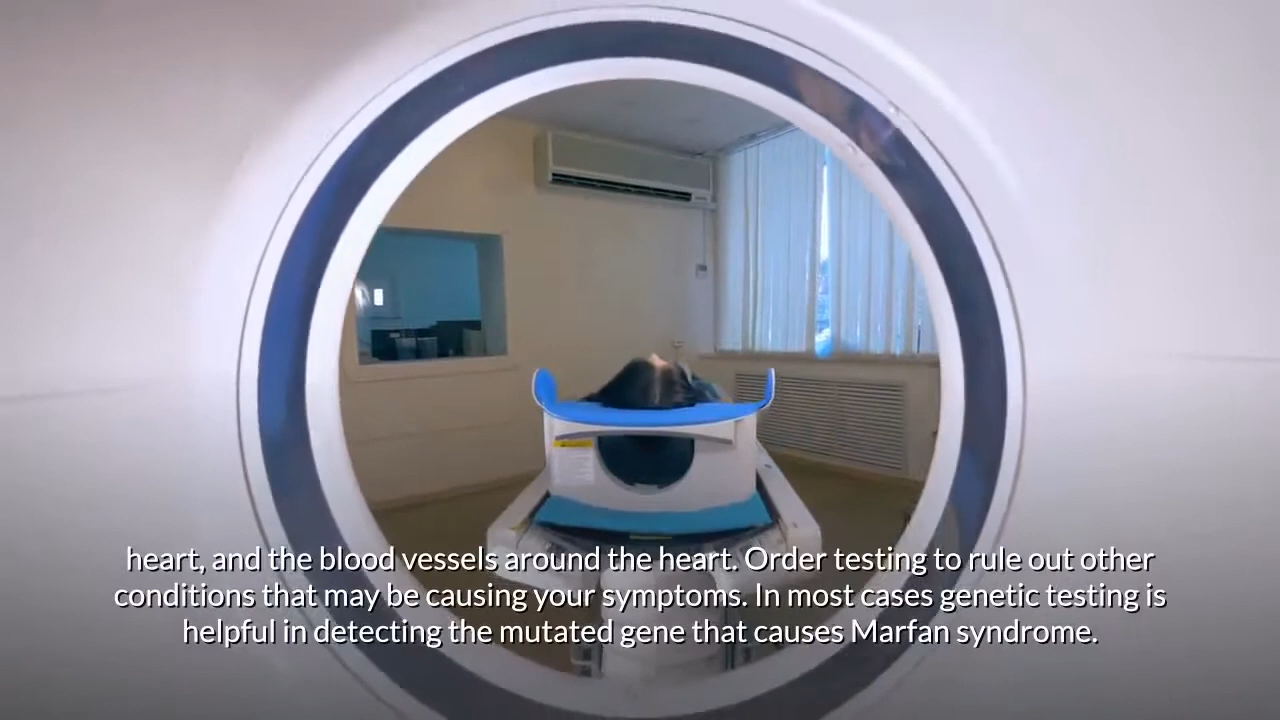 heart, and the blood vessels around the heart. Order testing to rule out other
conditions that may be causing your symptoms. In most cases genetic testing is
helpful in detecting the mutated gene that causes Marfan syndrome.